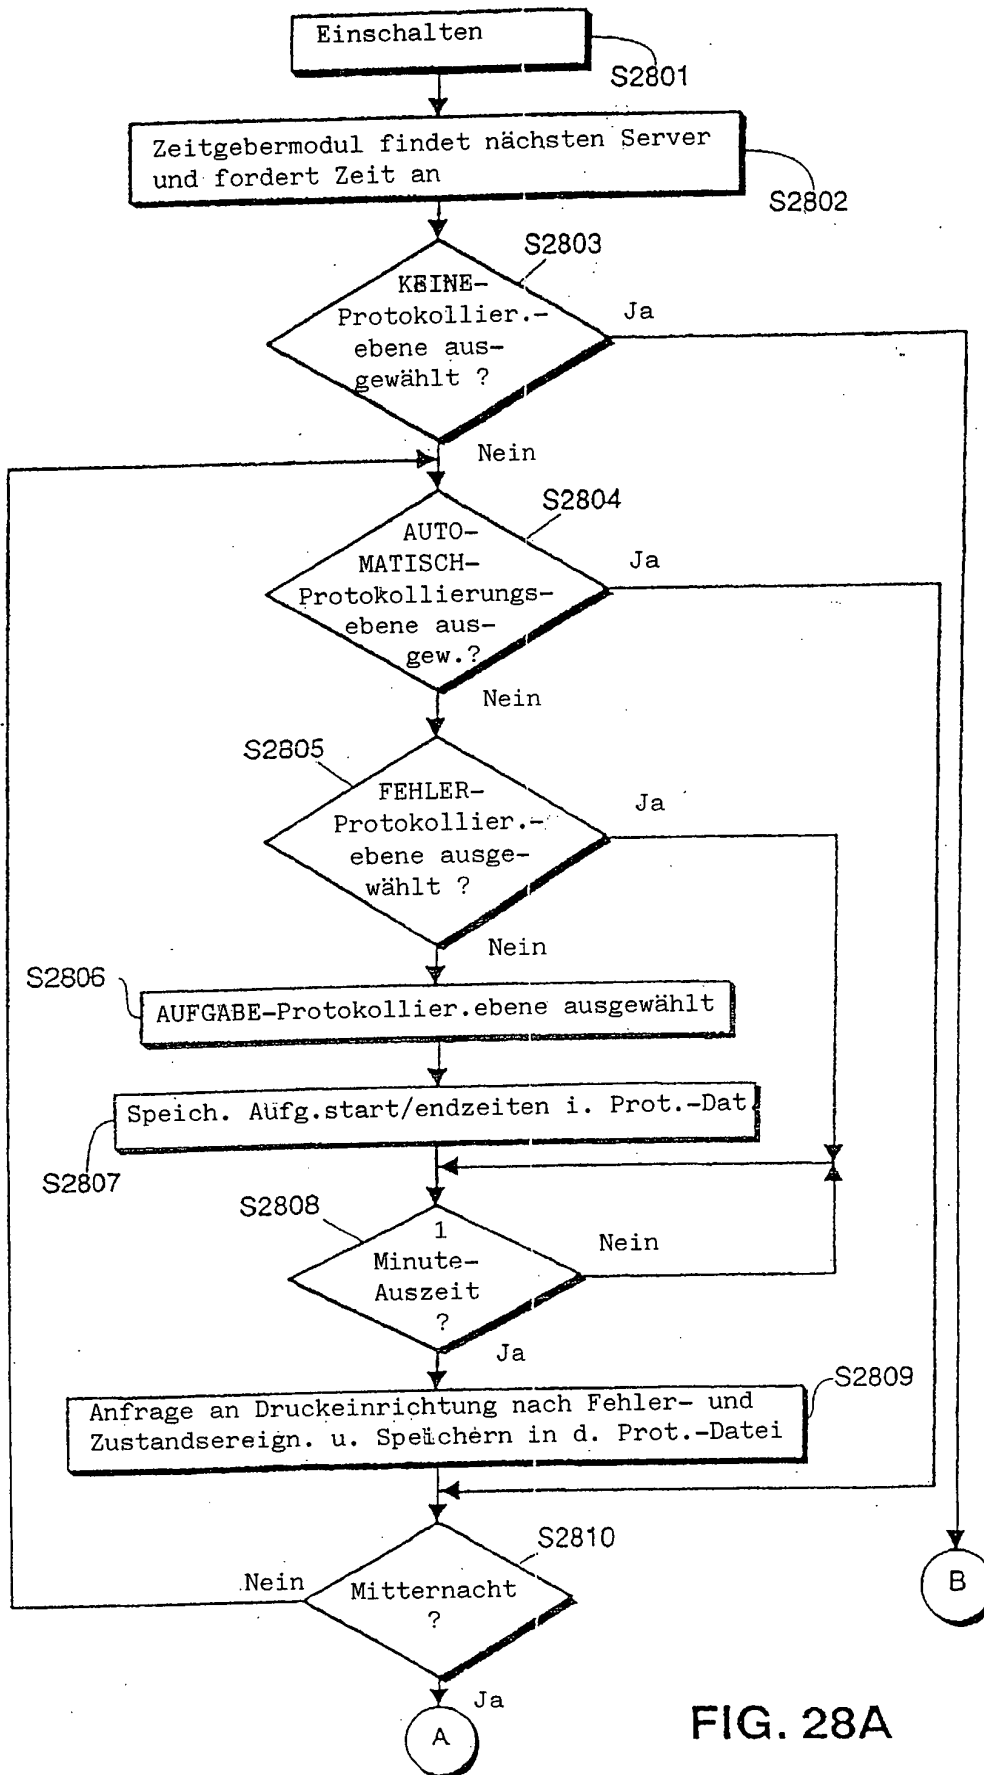 Einschalten
S2801
Zeitgebermodul findet nächsten Server
und fordert Zeit an
S2802
S2803
KEINE-
Protokollier.-
ebene aus-
gewählt ?
Ja
Nein
S2804
AUTO-
MATISCH-
Protokollierungs-
ebene aus-
gew.?
Ja
Nein
S2805
FEHLER-
Protokollier.-
ebene ausge-
wählt ?
Ja
Nein
S2806
AUFGABE-Protokollier.ebene ausgewählt
Speich. Aufg.start/endzeiten i. Prot.-Dat
S2807
S2808
1
Minute-
Auszeit
?
Nein
Ja
S2809
Anfrage an Druckeinrichtung nach Fehler- und
Zustandsereign. u. Speichern in d. Prot.-Datei
S2810
Nein
Mitternacht
?
B
Ja
A
FIG. 28A